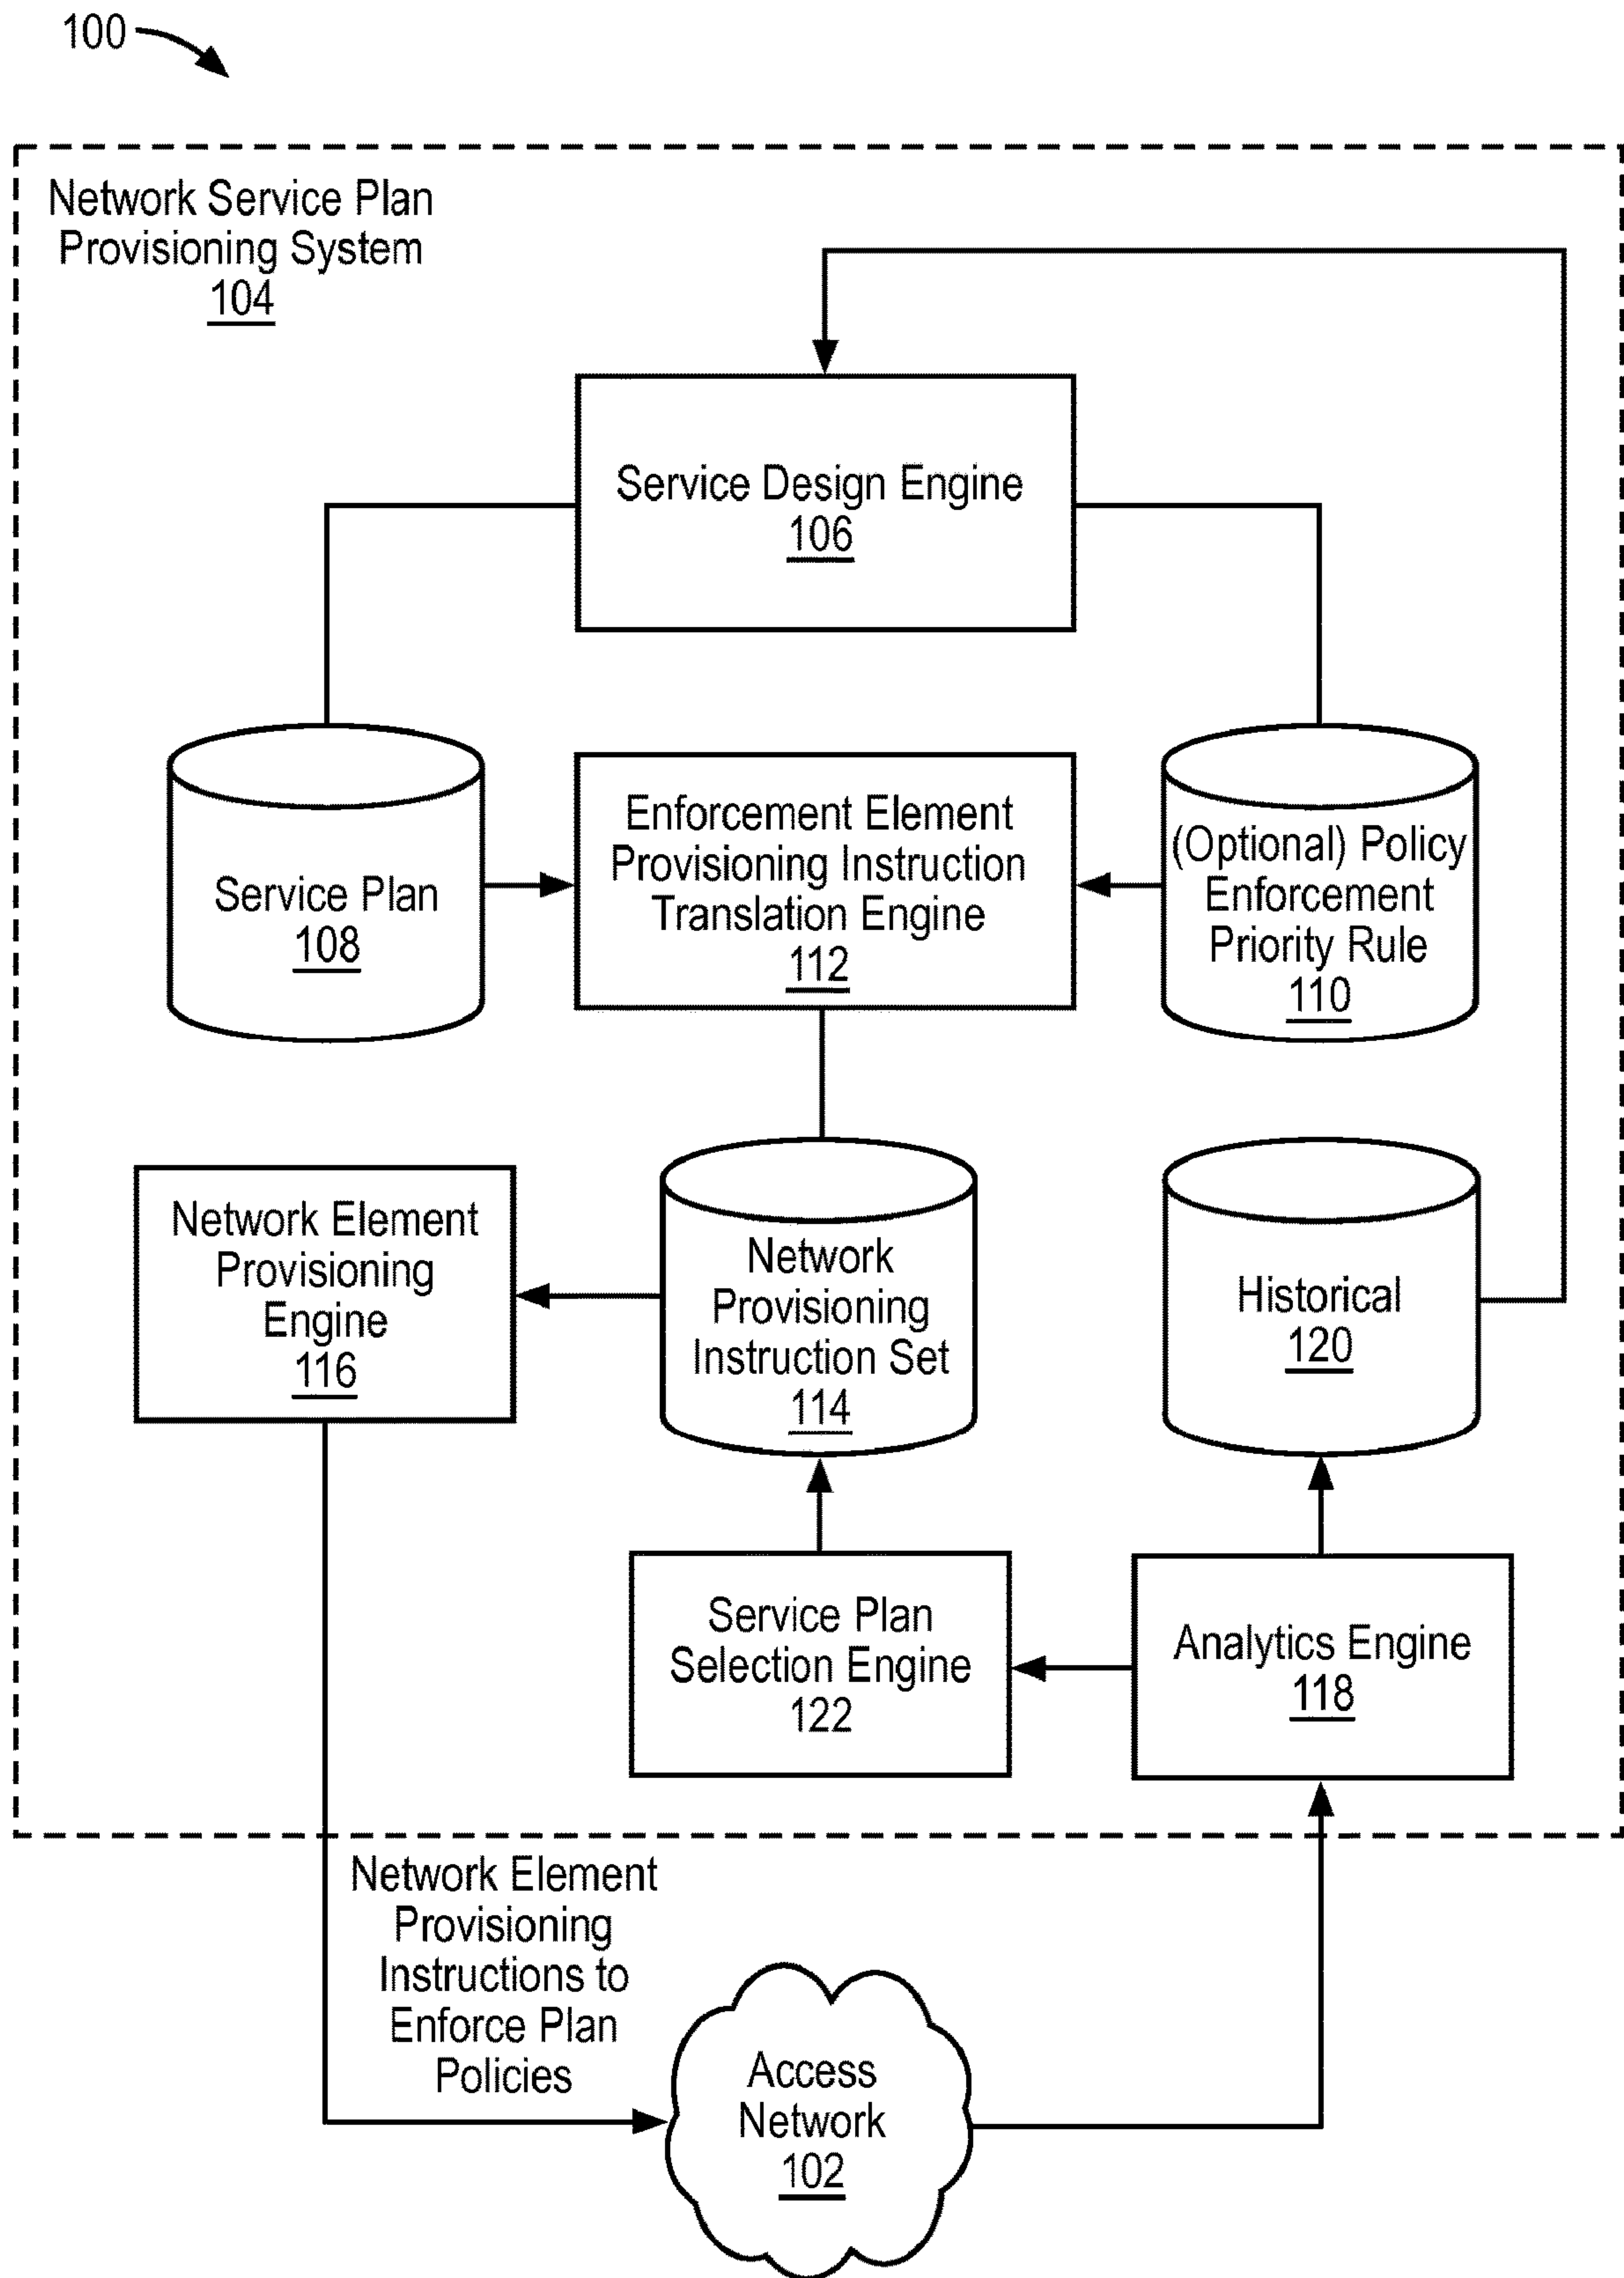 100
Network Service Plan
Provisioning System
104
Service Design Engine
106
Service Plan
108
Enforcement Element
Provisioning Instruction
Translation Engine
112
(Optional) Policy
Enforcement
Priority Rule
110
Network Element
Provisioning
Engine
116
Network
Provisioning
Instruction Set
114
Historical
120
Service Plan
Selection Engine
122
Analytics Engine
118
Network Element
Provisioning
Instructions to
Enforce Plan
Policies
Access
Network
102